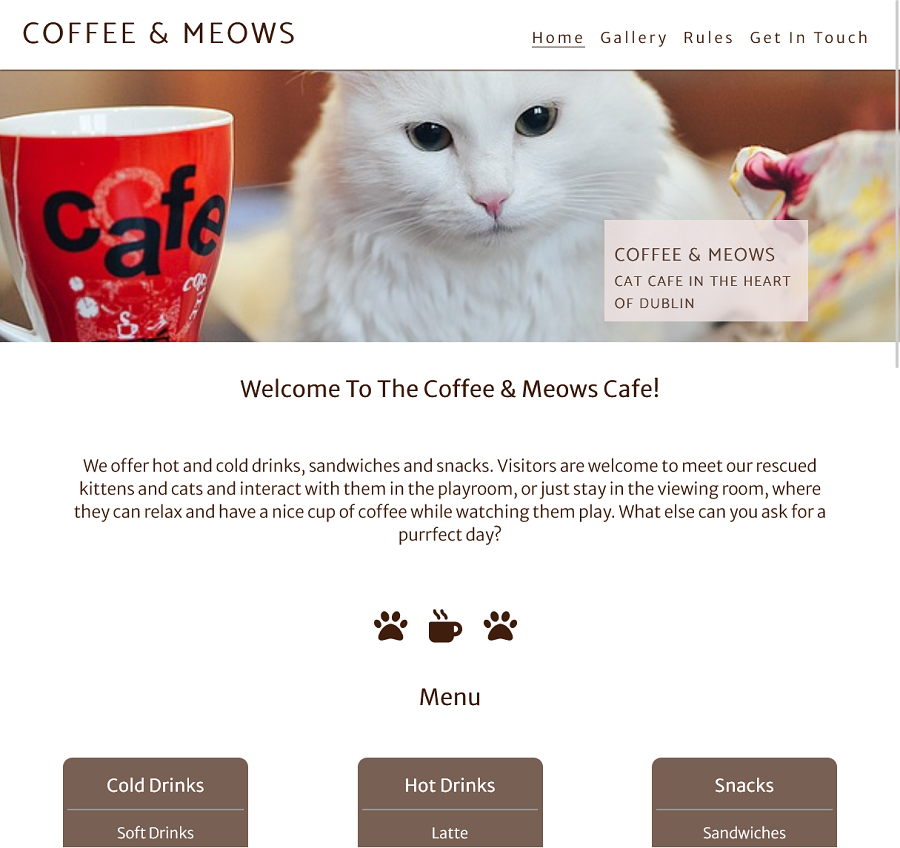 COFFEE & MEOWS
Home Gallery Rules Get In Touch
cafe
COFFEE & MEOWS
CAT CAFE IN THE HEART
OF DUBLIN
Welcome To The Coffee & Meows Cafe!
We offer hot and cold drinks, sandwiches and snacks. Visitors are welcome to meet our rescued
kittens and cats and interact with them in the playroom, or just stay in the viewing room, where
they can relax and have a nice cup of coffee while watching them play. What else can you ask for a
purrfect day?
Menu
Cold Drinks Hot Drinks Snacks
Soft Drinks Latte Sandwiches